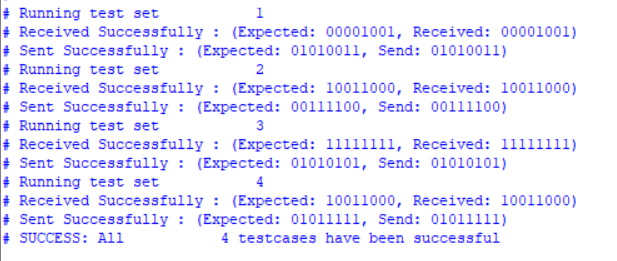 # Running test set           1
# Received Successfully : (Expected: 00001001, Received: 00001001)
# Sent Successfully : (Expected: 01010011, Send: 01010011)
# Running test set           2
# Received Successfully : (Expected: 10011000, Received: 10011000)
# Sent Successfully : (Expected: 00111100, Send: 00111100)
# Running test set           3
# Received Successfully : (Expected: 11111111, Received: 11111111)
# Sent Successfully : (Expected: 01010101, Send: 01010101)
# Running test set           4
# Received Successfully : (Expected: 10011000, Received: 10011000)
# Sent Successfully : (Expected: 01011111, Send: 01011111)
# SUCCESS: All           4 testcases have been successful